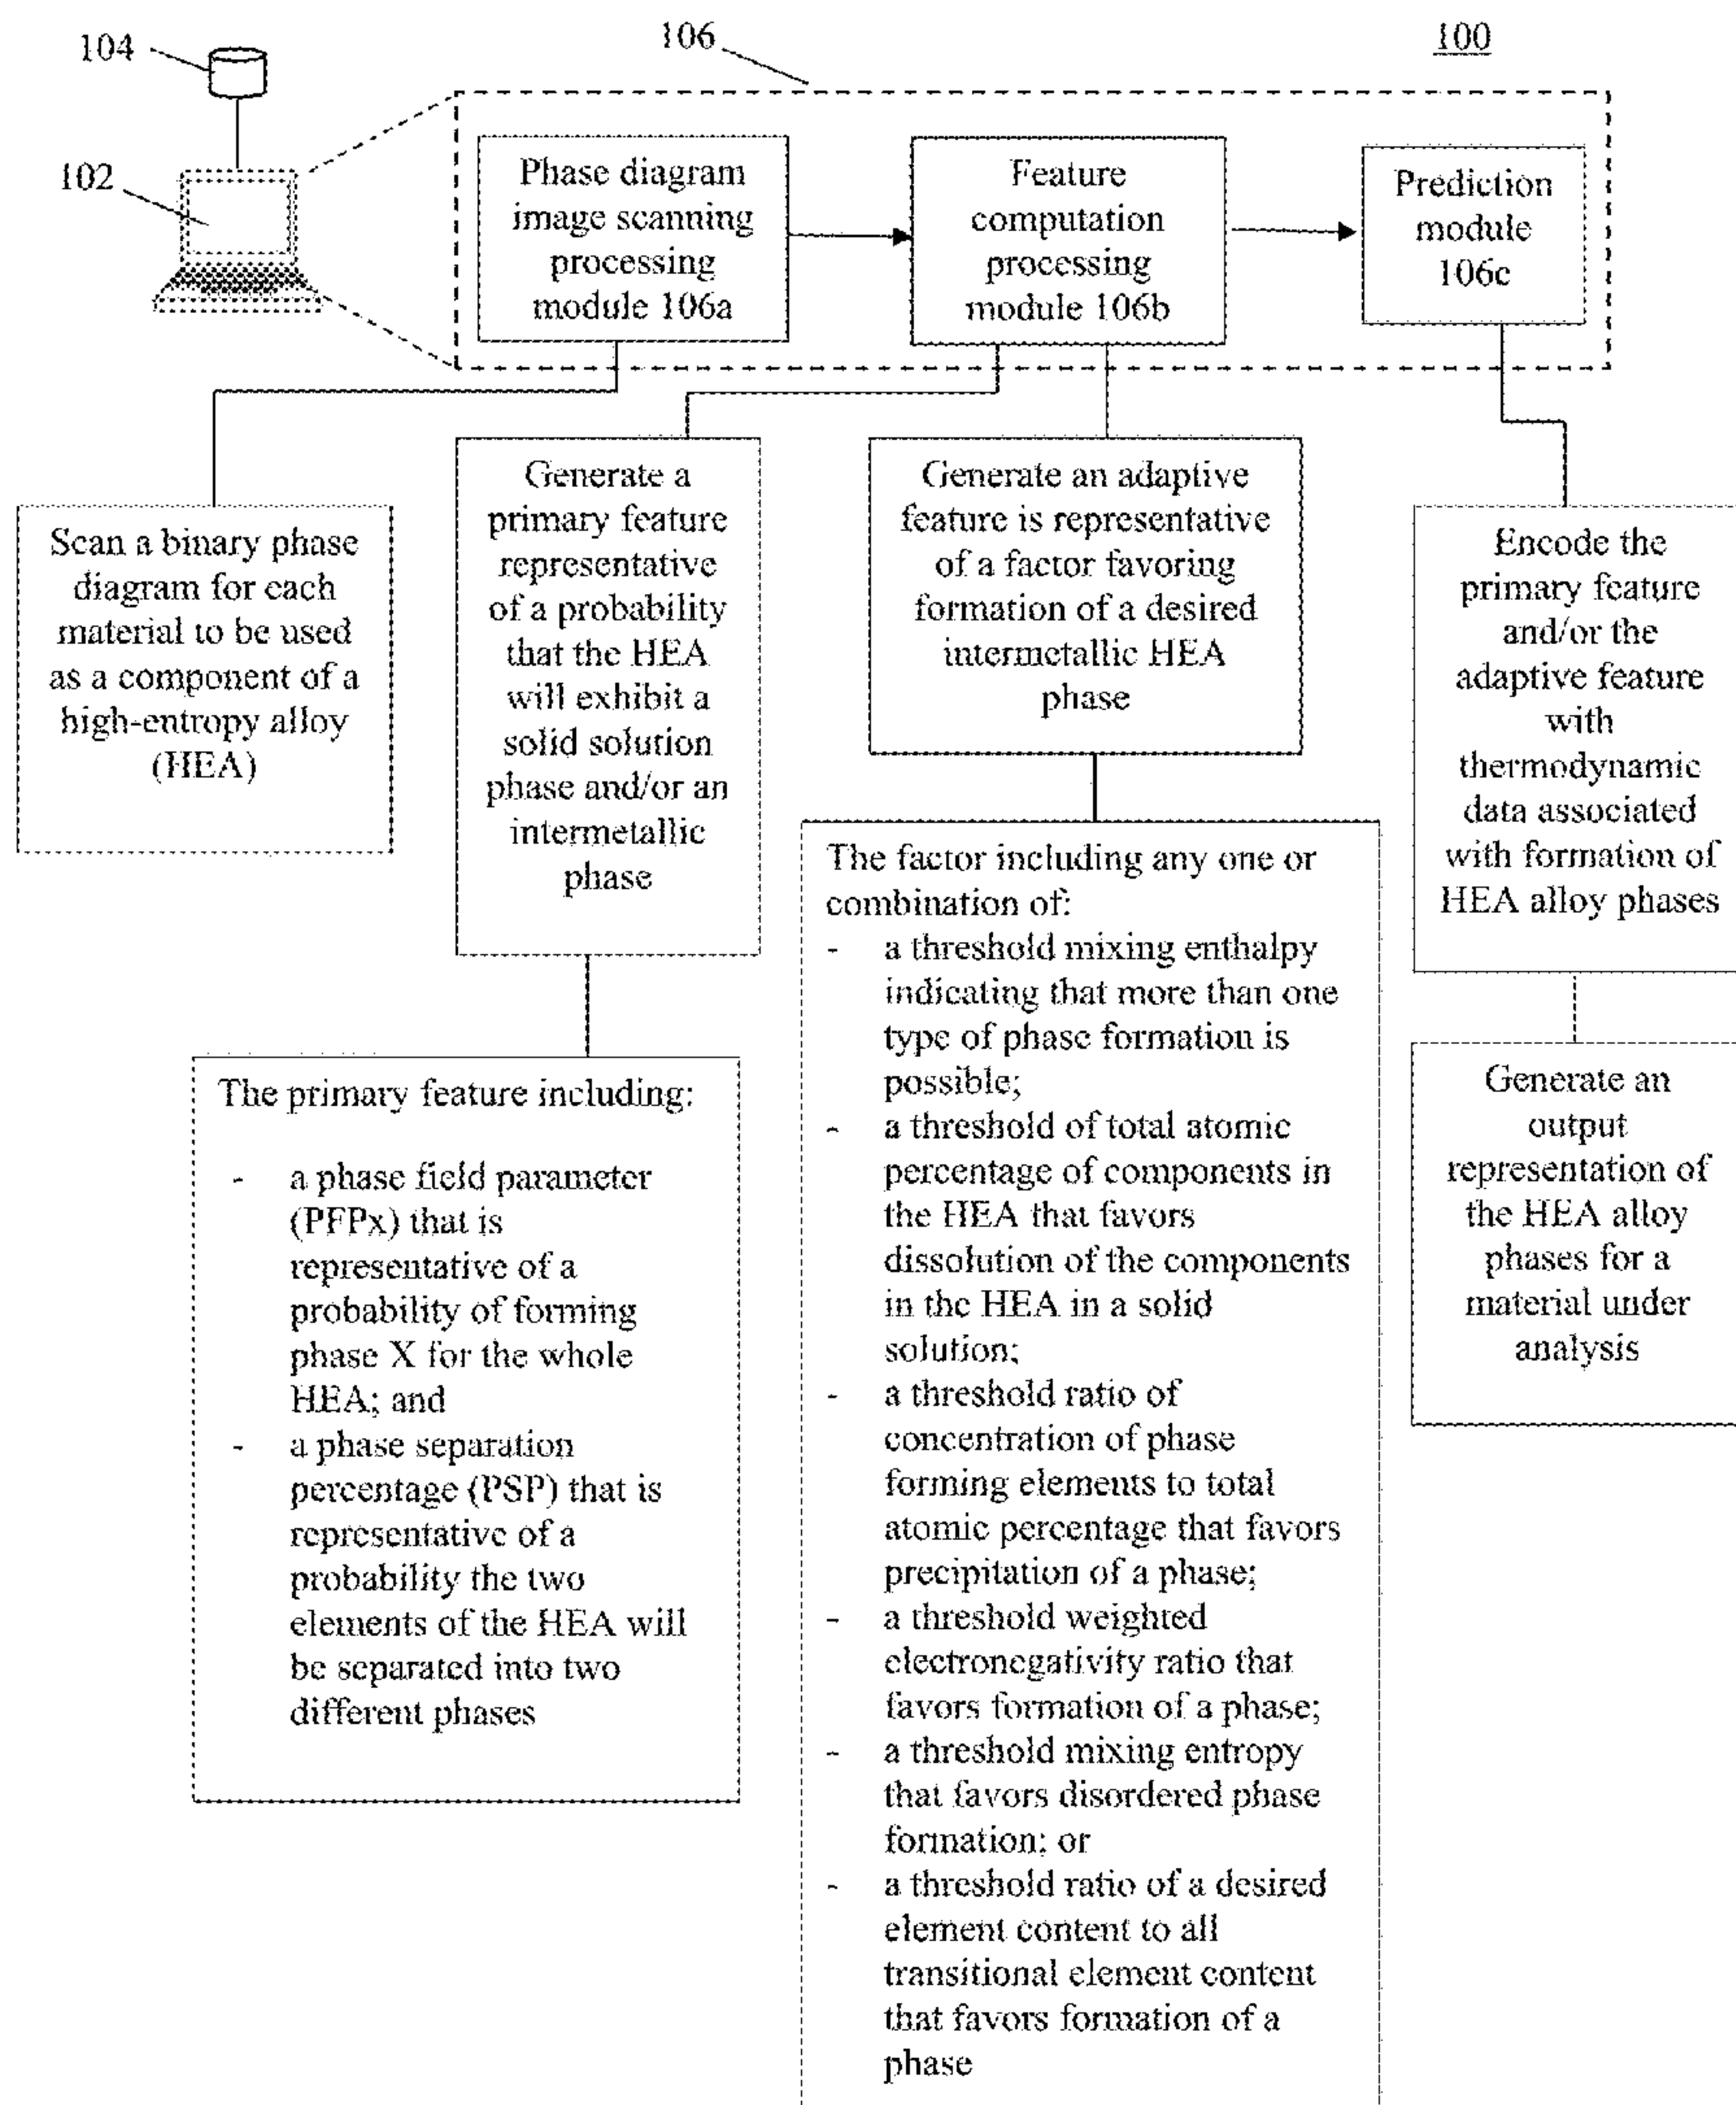 104
106
100
102
Phase diagram
image scanning
processing
module 106a
Feature
computation
processing
module 106b
Prediction
module
106c
Scan a binary phase
diagram for each
material to be used
as a component of a
high-entropy alloy
(HEA)
Generate a
primary feature
representative
of a probability
that the HEA
will exhibit a
solid solution
phase and/or an
intermetallic
phase
Generate an adaptive
feature is representative
of a factor favoring
formation of a desired
intermetallic HEA
phase
Encode the
primary feature
and/or the
adaptive feature
with
thermodynamic
data associated
with formation of
HEA alloy phases
The primary feature including:
- a phase field parameter
(PFPx) that is
representative of a
probability of forming
phase X for the whole
HEA; and
- a phase separation
percentage (PSP) that is
representative of a
probability the two
elements of the HEA will
be separated into two
different phases
The factor including any one or
combination of:
- a threshold mixing enthalpy
indicating that more than one
type of phase formation is
possible;
- a threshold of total atomic
percentage of components in
the HEA that favors
dissolution of the components
in the HEA in a solid
solution;
- a threshold ratio of
concentration of phase
forming elements to total
atomic percentage that favors
precipitation of a phase;
- a threshold weighted
electronegativity ratio that
favors formation of a phase;
- a threshold mixing entropy
that favors disordered phase
formation; or
- a threshold ratio of a desired
element content to all
transitional element content
that favors formation of a
phase
Generate an
output
representation of
the HEA alloy
phases for a
material under
analysis